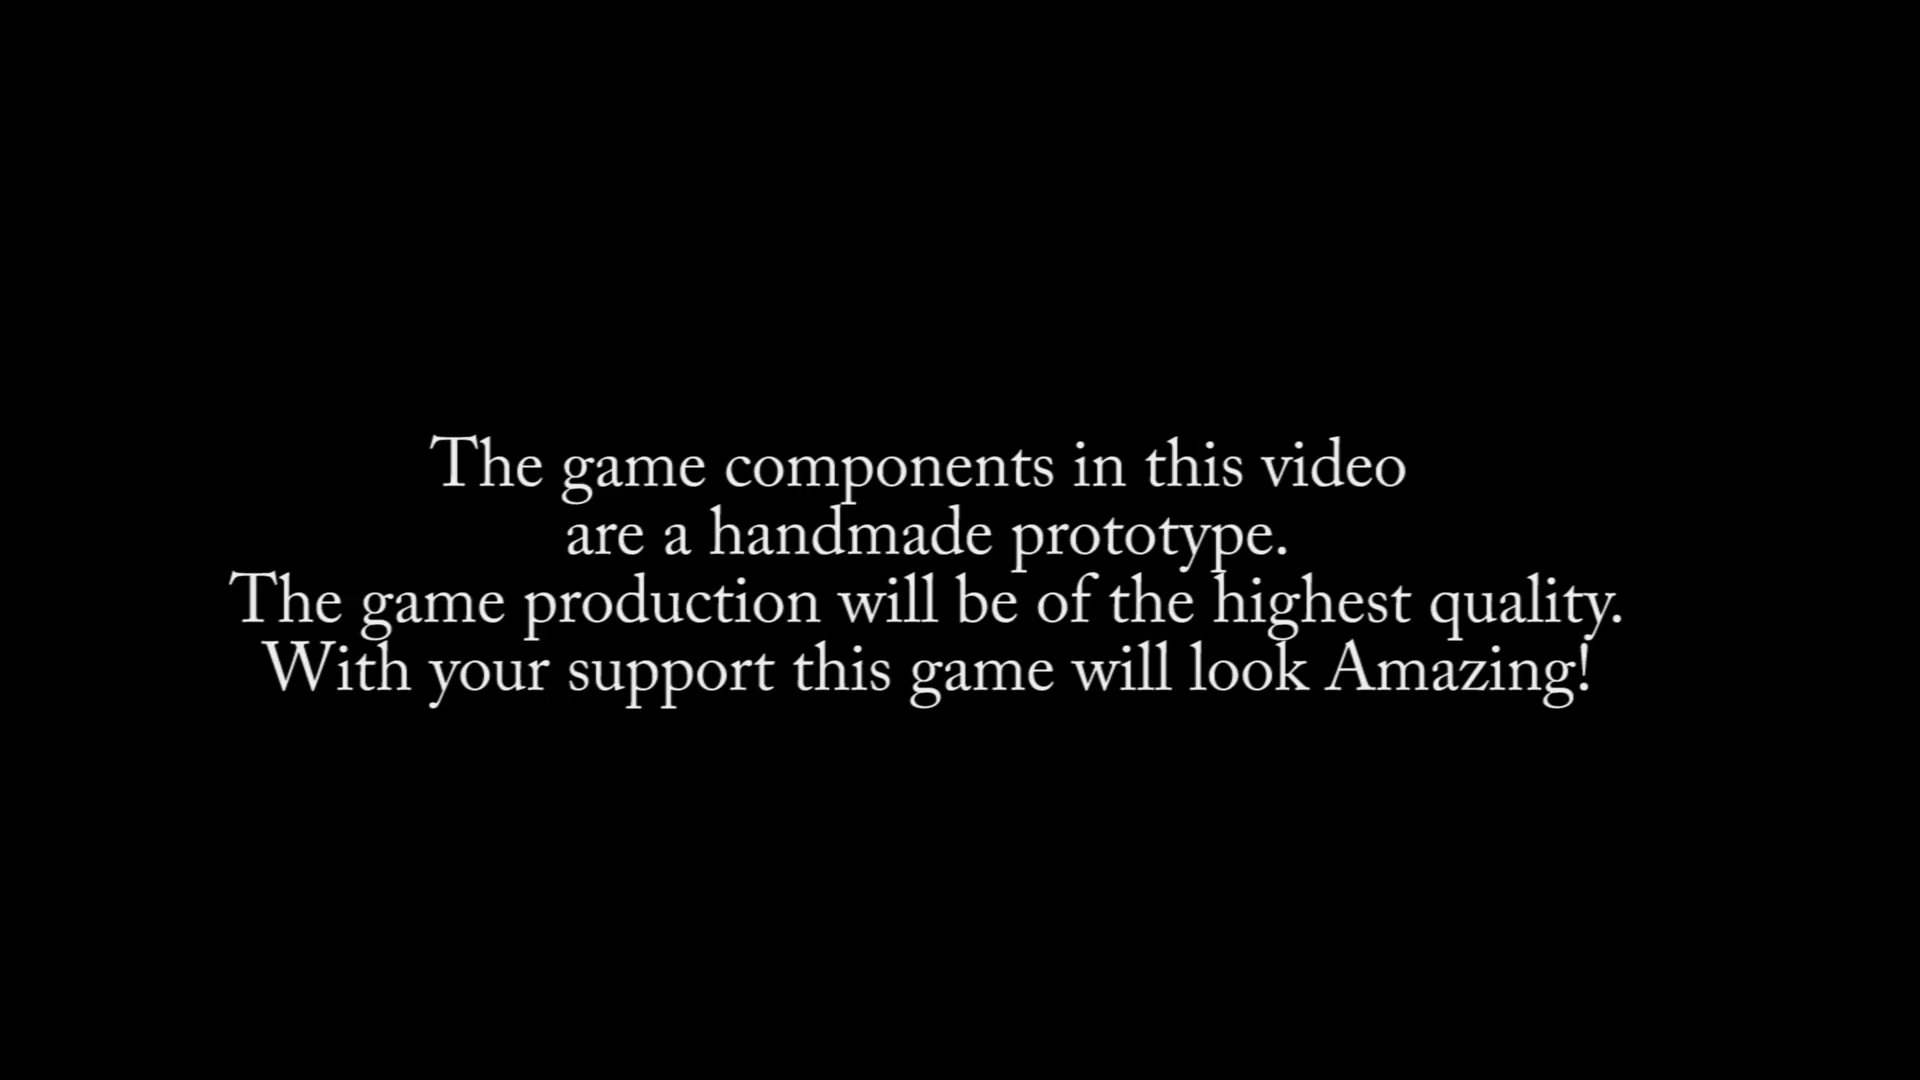 The game components in this video
are a handmade prototype.
The game production will be of the highest quality.
With your support this game will look Amazing!